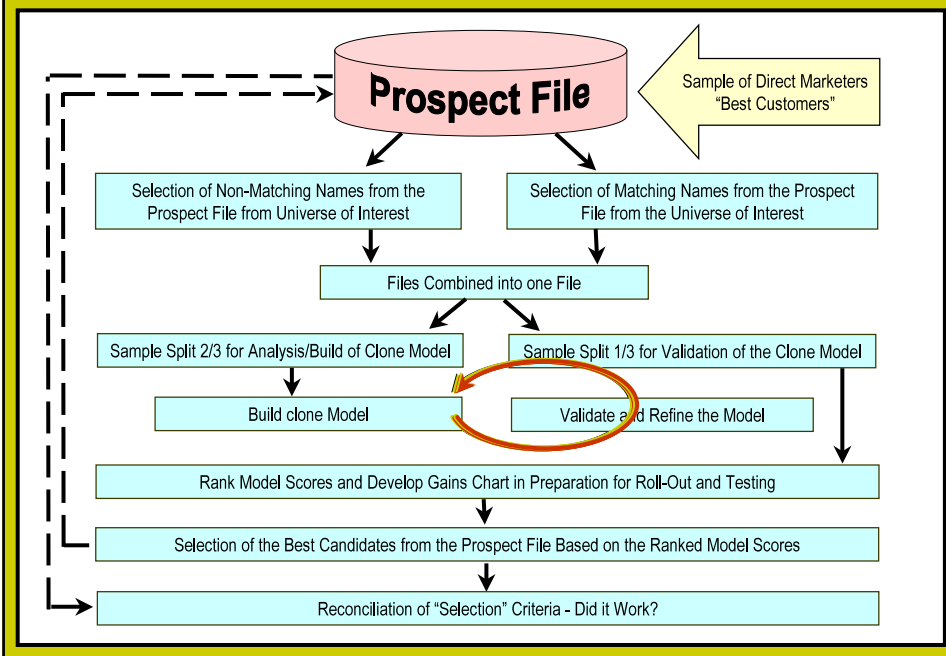 Prospect File
Sample of Direct Marketers
“Best Customers”
Selection of Non-Matching Names from the
Prospect File from Universe of Interest
Selection of Matching Names from the Prospect
File from the Universe of Interest
Files Combined into one File
Sample Split 2/3 for Analysis/Build of Clone Model
Sample Split 1/3 for Validation of the Clone Model
Build clone Model
Validate and Refine the Model
Rank Model Scores and Develop Gains Chart in Preparation for Roll-Out and Testing
Selection of the Best Candidates from the Prospect File Based on the Ranked Model Scores
Reconciliation of “Selection” Criteria - Did it Work?